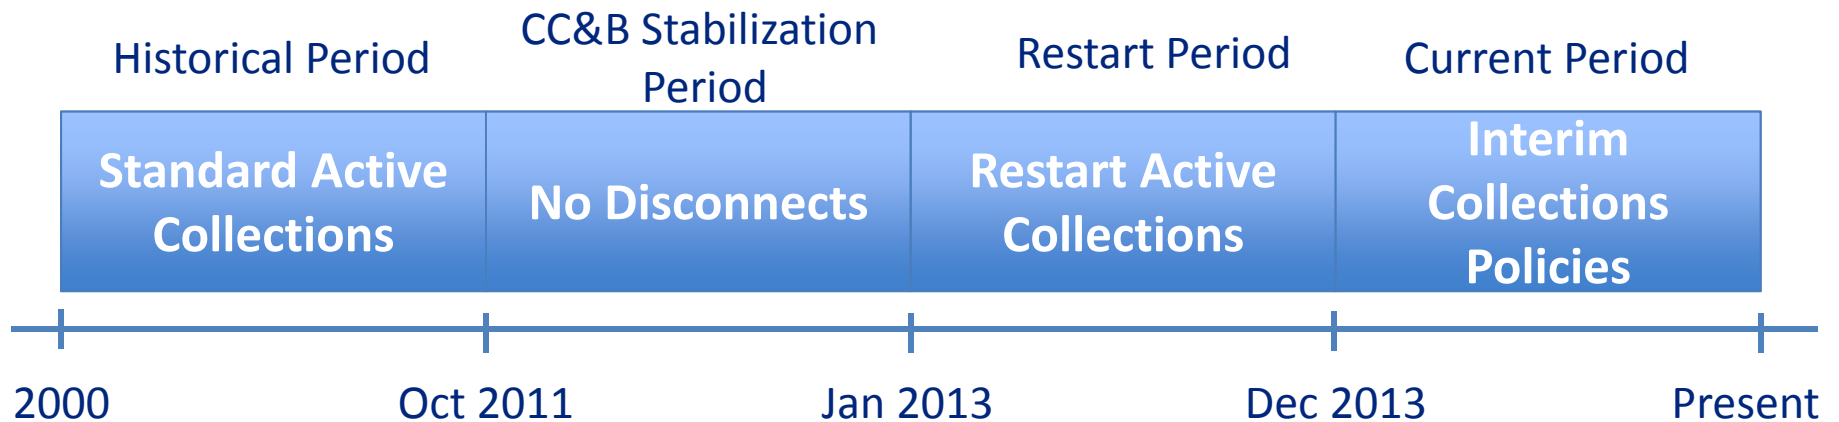 Historical Period
CC&B Stabilization
Period
Restart Period
Current Period
Standard Active
Collections
No Disconnects
Restart Active
Collections
Interim
Collections
Policies
2000
Oct 2011
Jan 2013
Dec 2013
Present